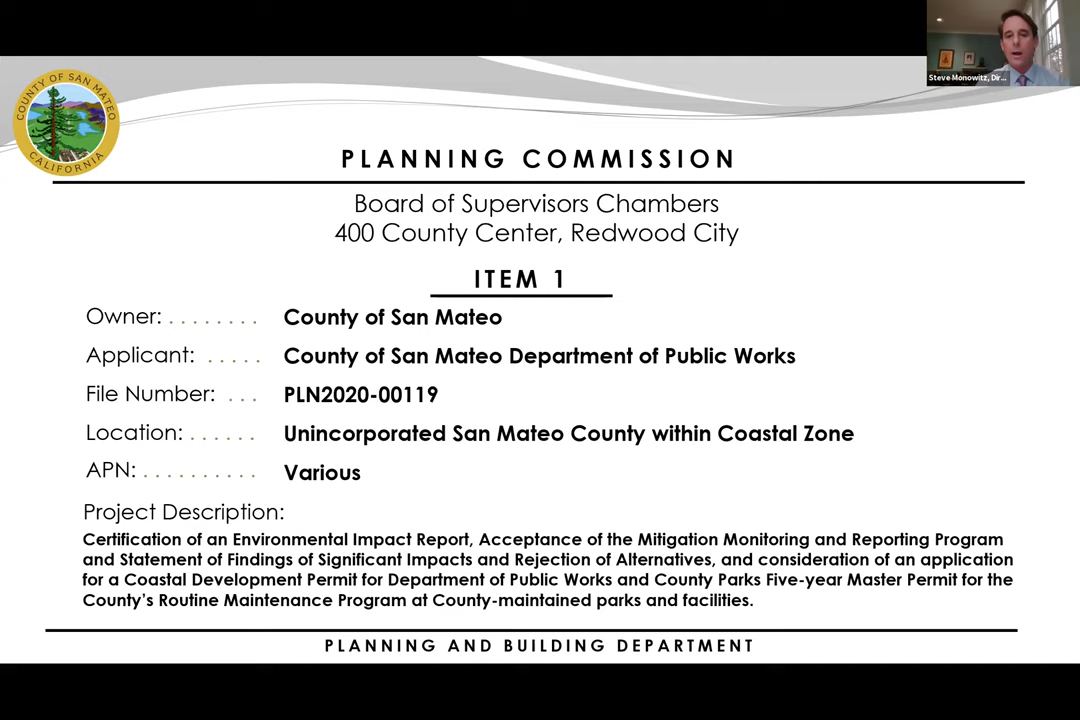 Steve Monowitz, Dir...
COUNTY OF SAN MATEO
CALIFORNIA
PLANNING COMMISSION
Board of Supervisors Chambers
400 County Center, Redwood City
ITEM 1
Owner: . . . . . . . . County of San Mateo
Applicant: . . . . . County of San Mateo Department of Public Works
File Number: . . . PLN2020-00119
Location: . . . . . . Unincorporated San Mateo County within Coastal Zone
APN: . . . . . . . . . . Various
Project Description:
Certification of an Environmental Impact Report, Acceptance of the Mitigation Monitoring and Reporting Program
and Statement of Findings of Significant Impacts and Rejection of Alternatives, and consideration of an application
for a Coastal Development Permit for Department of Public Works and County Parks Five-year Master Permit for the
County’s Routine Maintenance Program at County-maintained parks and facilities.
PLANNING AND BUILDING DEPARTMENT